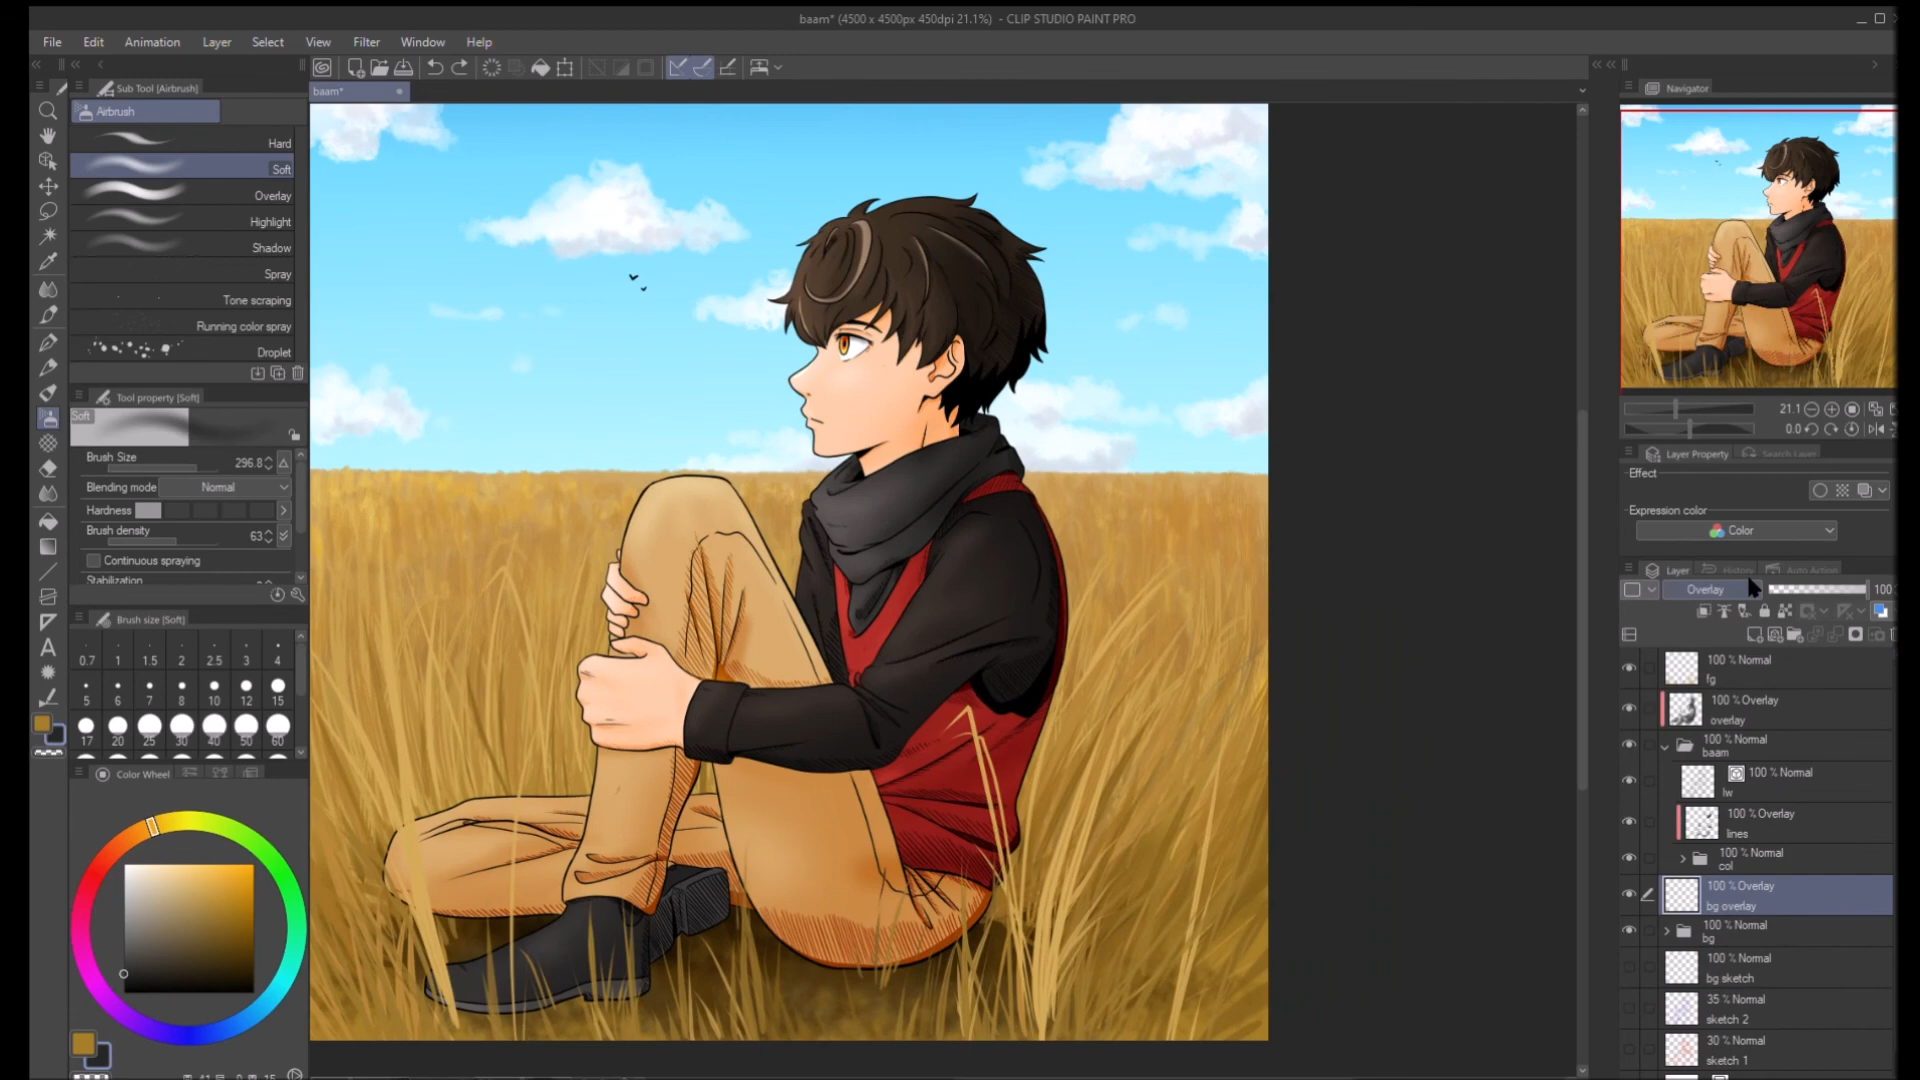 baam* (4500 x 4500px 450dpi 21.1%) - CLIP STUDIO PAINT PRO
File Edit Animation Layer Select View Filter Window Help
Sub Tool [Airbrush]
Airbrush
Hard
Soft
Overlay
Highlight
Shadow
Spray
Tone scraping
Running color spray
Droplet
Tool property [Soft]
Soft
Brush Size 296.8
Blending mode Normal
Hardness
Brush density 63
Continuous spraying
Stabilization
Brush size [Soft]
0.7 1 1.5 2 2.5 3 4
5 6 7 8 10 12 15
17 20 25 30 40 50 60
Color Wheel
baam*
Navigator
21.1
0.0
Layer Property Search Layer
Effect
Expression color
Color
Layer History Auto Action
Overlay 100
100 % Normal
fg
100 % Overlay
overlay
100 % Normal
baam
100 % Normal
lw
100 % Overlay
lines
100 % Normal
col
100 % Overlay
bg overlay
100 % Normal
bg
100 % Normal
bg sketch
35 % Normal
sketch 2
30 % Normal
sketch 1